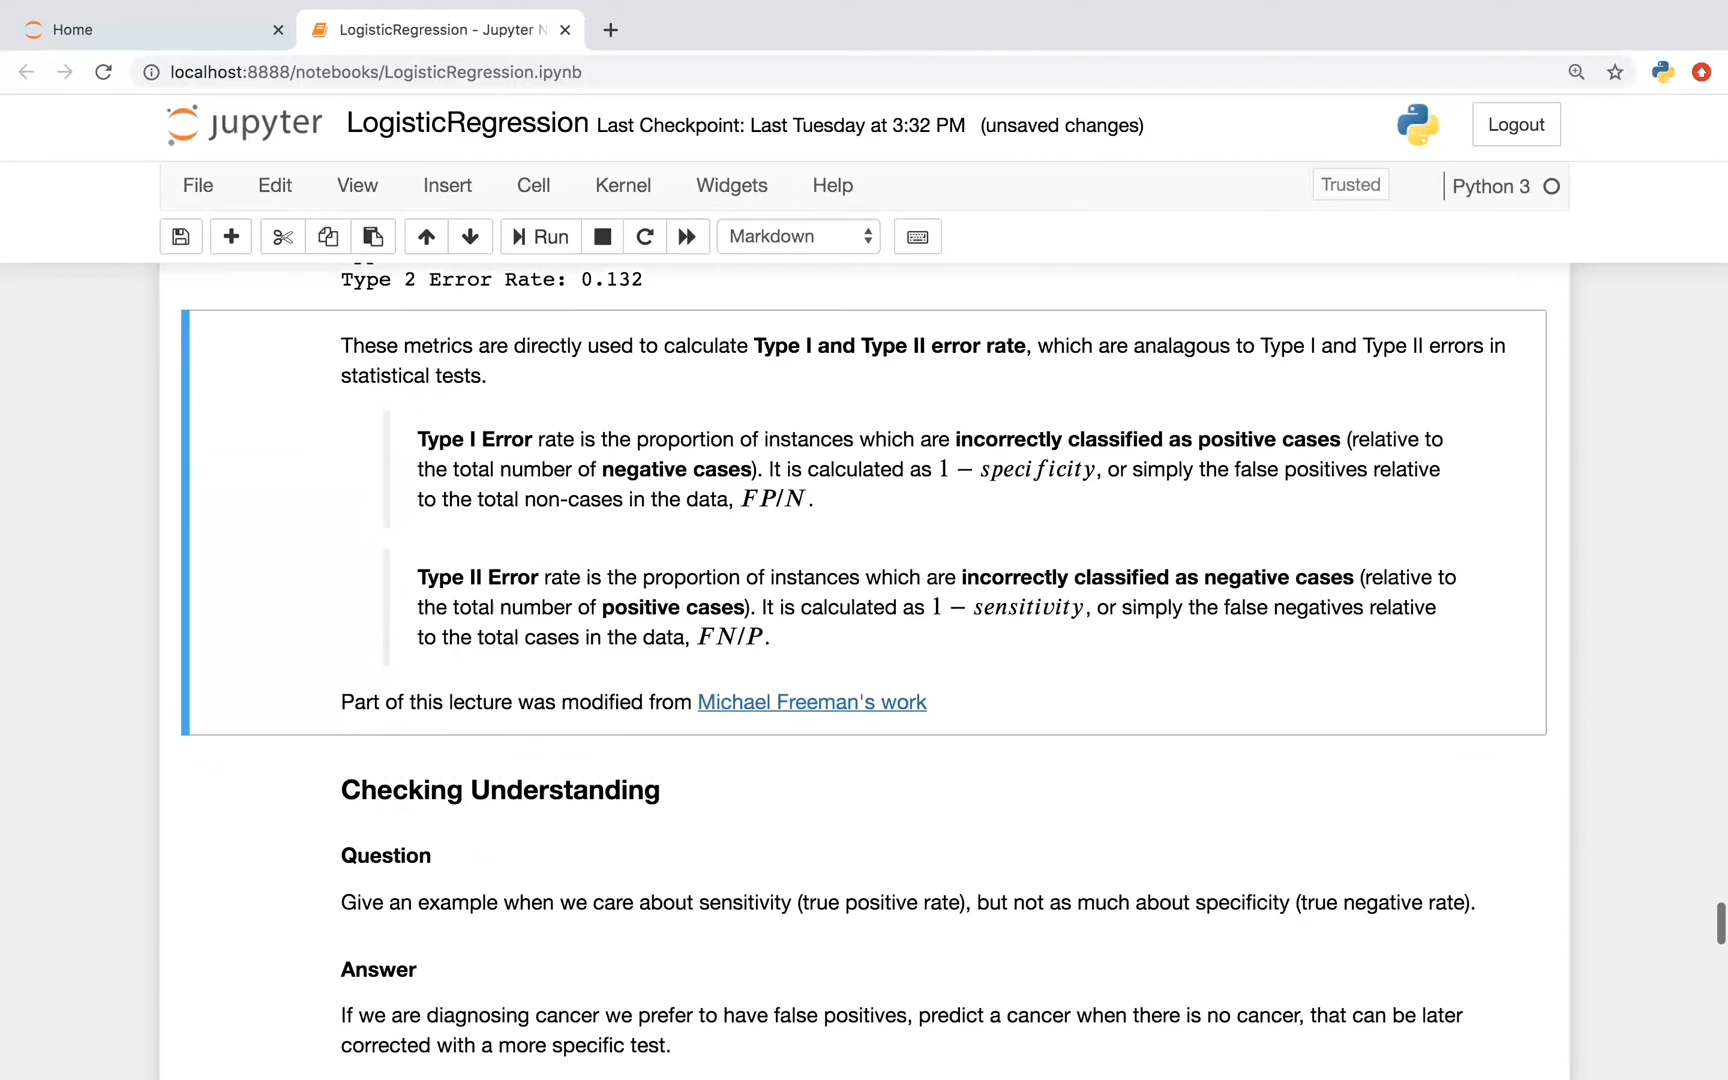 Home
LogisticRegression - Jupyter N
localhost:8888/notebooks/LogisticRegression.ipynb
jupyter LogisticRegression Last Checkpoint: Last Tuesday at 3:32 PM (unsaved changes) Logout
File Edit View Insert Cell Kernel Widgets Help Trusted Python 3
Run Markdown
Type 2 Error Rate: 0.132
These metrics are directly used to calculate Type I and Type II error rate, which are analagous to Type I and Type II errors in
statistical tests.
Type I Error rate is the proportion of instances which are incorrectly classified as positive cases (relative to
the total number of negative cases). It is calculated as 1 − specificity, or simply the false positives relative
to the total non-cases in the data, FP/N.
Type II Error rate is the proportion of instances which are incorrectly classified as negative cases (relative to
the total number of positive cases). It is calculated as 1 − sensitivity, or simply the false negatives relative
to the total cases in the data, FN/P.
Part of this lecture was modified from Michael Freeman's work
Checking Understanding
Question
Give an example when we care about sensitivity (true positive rate), but not as much about specificity (true negative rate).
Answer
If we are diagnosing cancer we prefer to have false positives, predict a cancer when there is no cancer, that can be later
corrected with a more specific test.